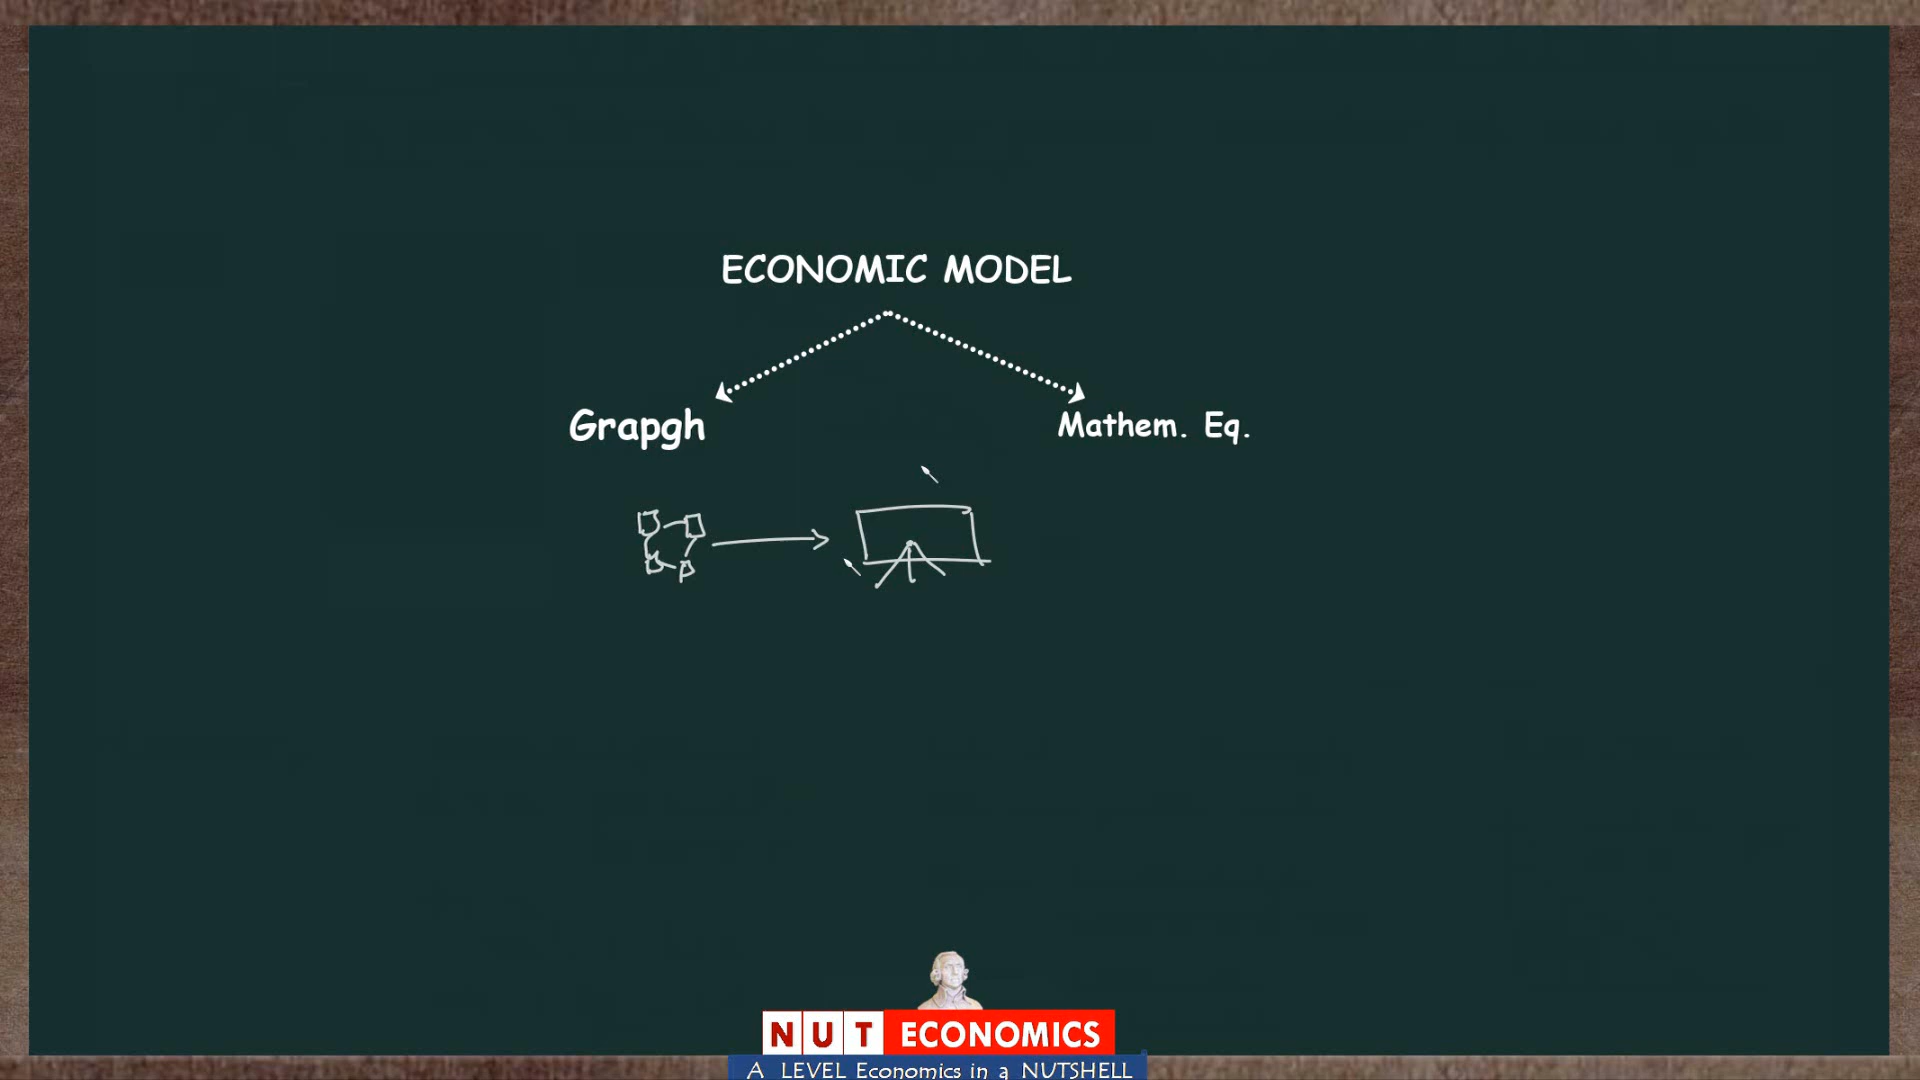 ECONOMIC MODEL
Grapgh
Mathem. Eq.
NUT ECONOMICS
A LEVEL Economics in a NUTSHELL